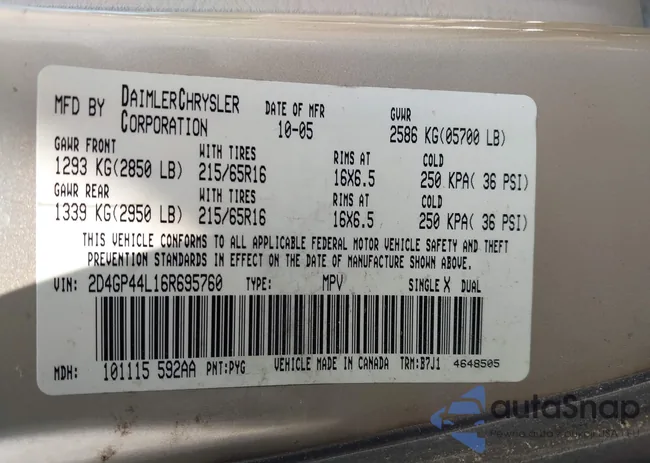 MFD BY DAIMLERCHRYSLER CORPORATION
DATE OF MFR 10-05
GVWR 2586 KG(05700 LB)
GAWR FRONT WITH TIRES RIMS AT COLD
1293 KG(2850 LB) 215/65R16 16X6.5 250 KPA( 36 PSI)
GAWR REAR WITH TIRES RIMS AT COLD
1339 KG(2950 LB) 215/65R16 16X6.5 250 KPA( 36 PSI)
THIS VEHICLE CONFORMS TO ALL APPLICABLE FEDERAL MOTOR VEHICLE SAFETY AND THEFT
PREVENTION STANDARDS IN EFFECT ON THE DATE OF MANUFACTURE SHOWN ABOVE.
VIN: 2D4GP44L16R695760 TYPE: MPV SINGLE X DUAL
MDH: 101115 592AA PNT:PYG VEHICLE MADE IN CANADA TRM:B7J1 4648505
autaSnap